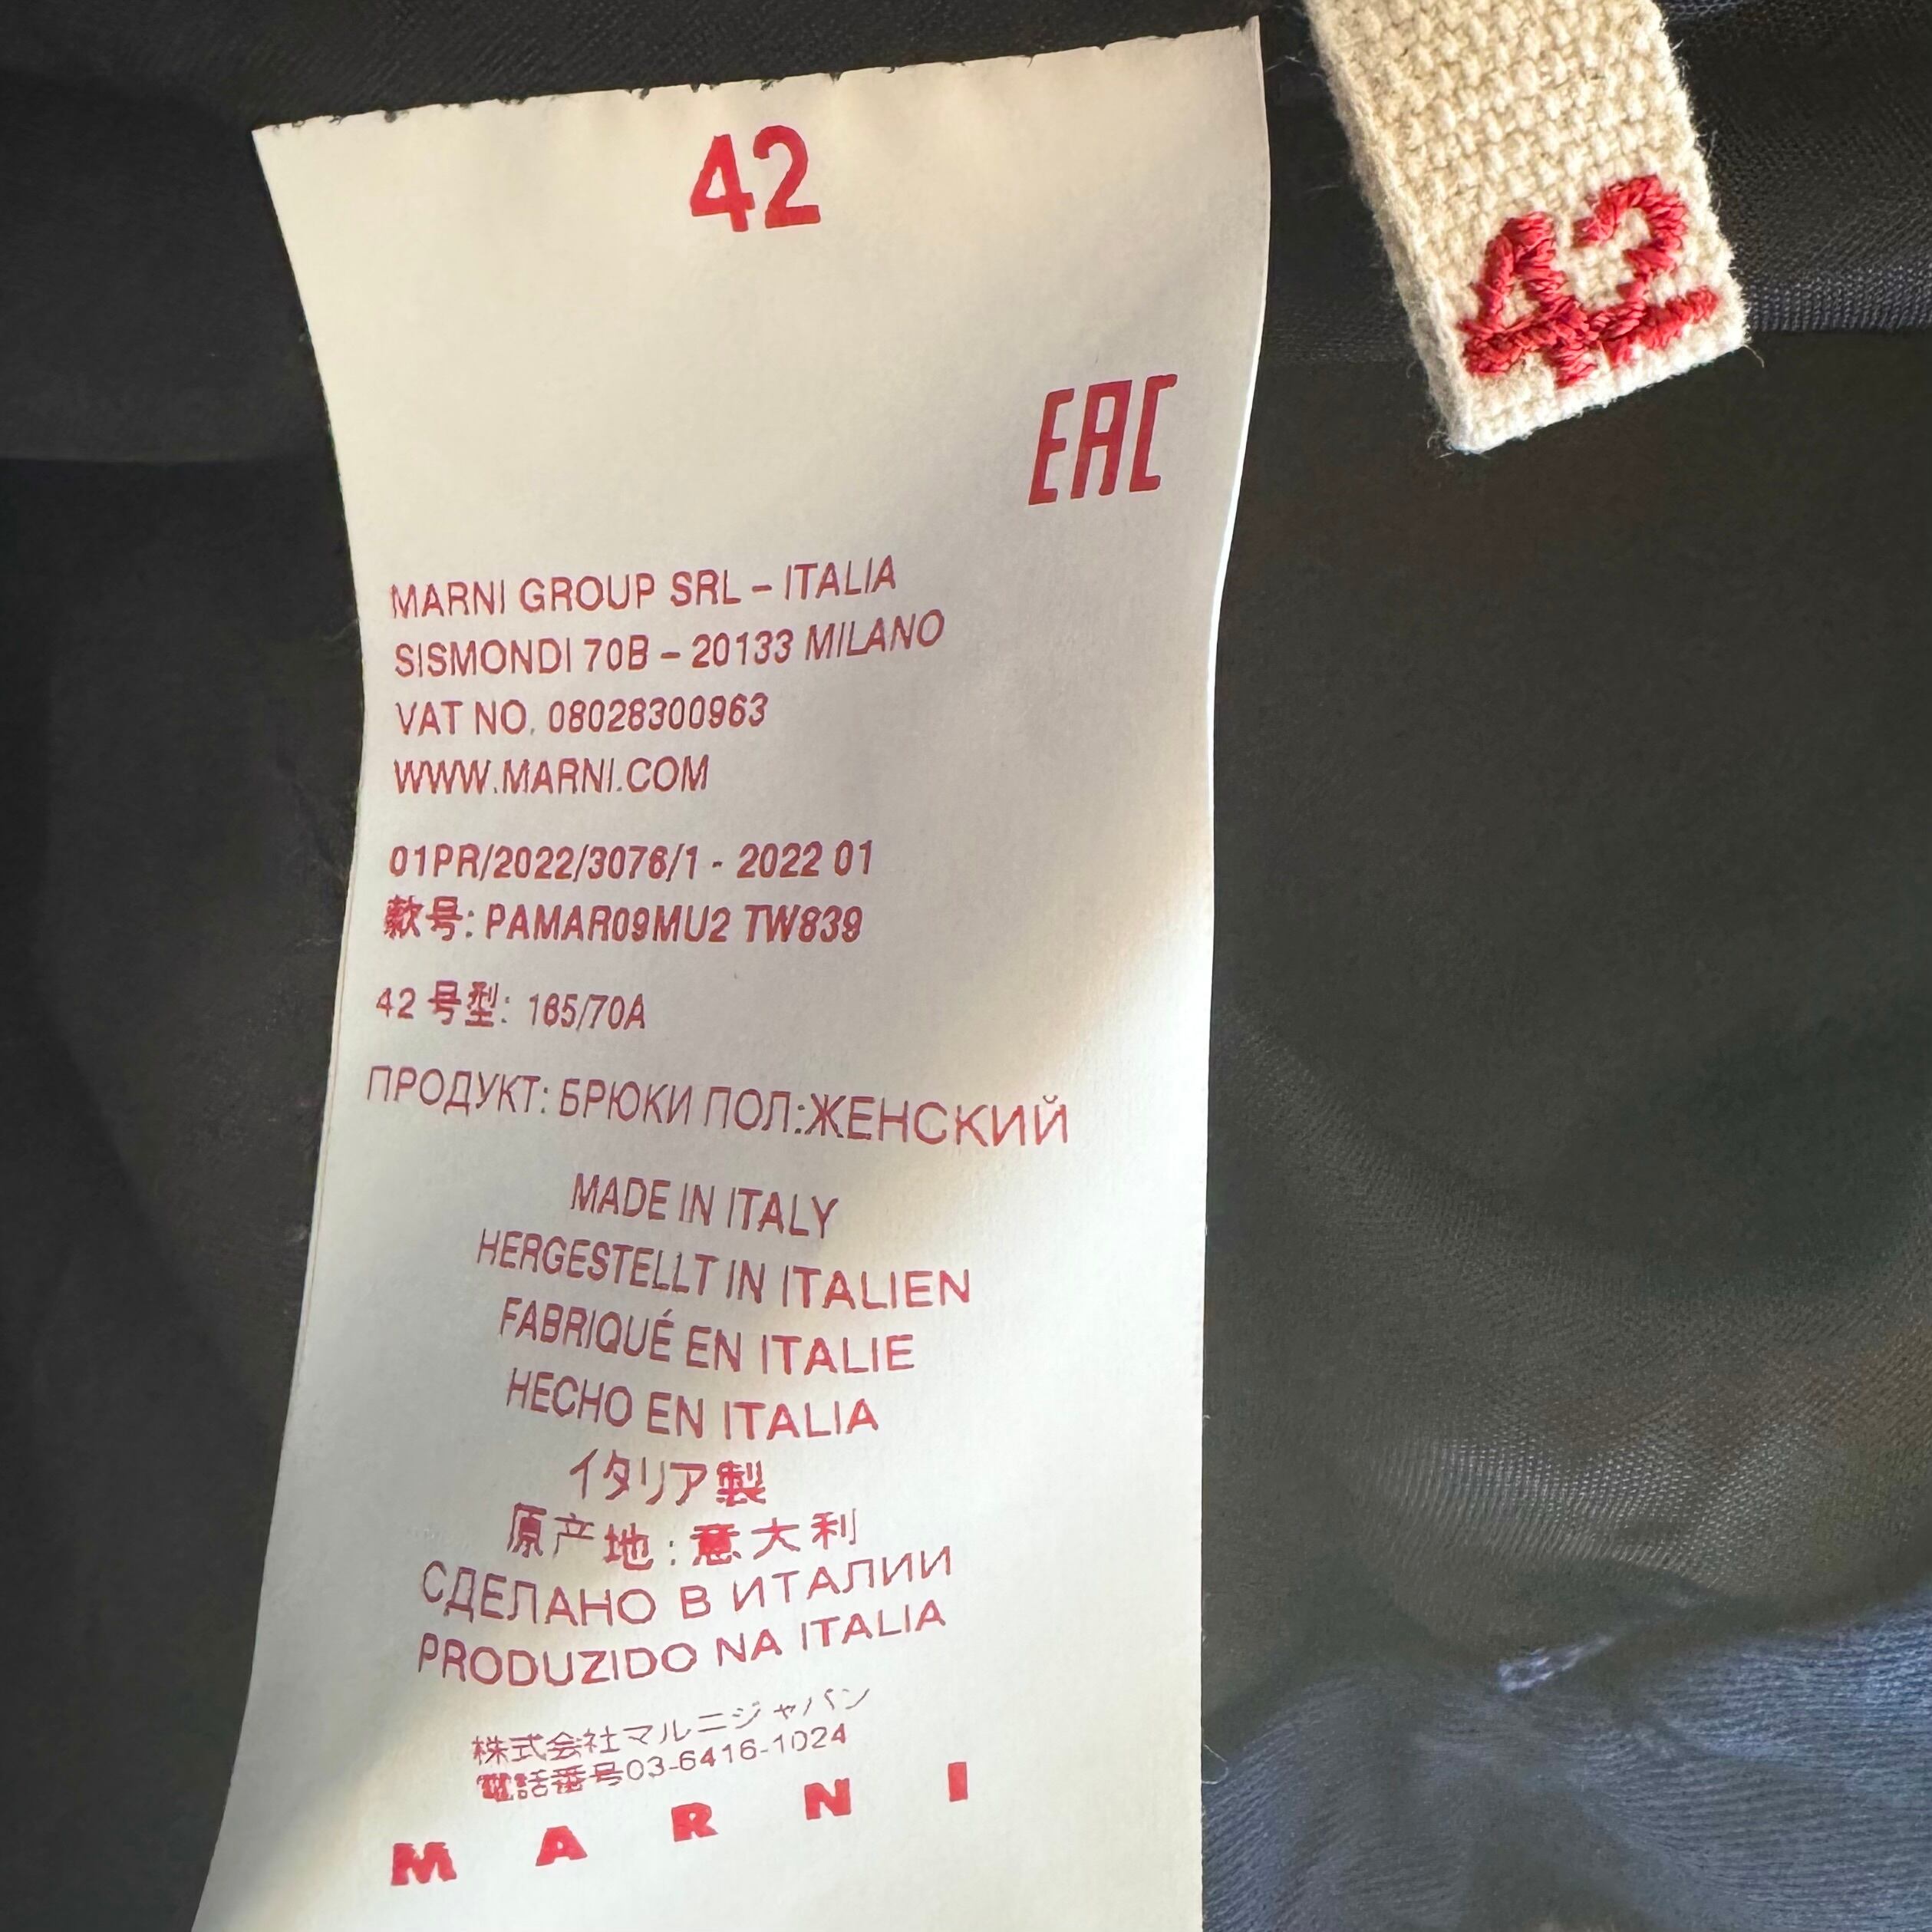 42
42
EAC
MARNI GROUP SRL – ITALIA
SISMONDI 70B – 20133 MILANO
VAT NO. 08028300963
WWW.MARNI.COM
01PR/2022/3076/1 - 2022 01
款号: PAMAR09MU2 TW839
42 号型: 165/70A
ПРОДУКТ: БРЮКИ ПОЛ:ЖЕНСКИЙ
MADE IN ITALY
HERGESTELLT IN ITALIEN
FABRIQUÉ EN ITALIE
HECHO EN ITALIA
イタリア製
原产地:意大利
СДЕЛАНО В ИТАЛИИ
PRODUZIDO NA ITALIA
株式会社マルニジャパン
電話番号03-6416-1024
MARNI